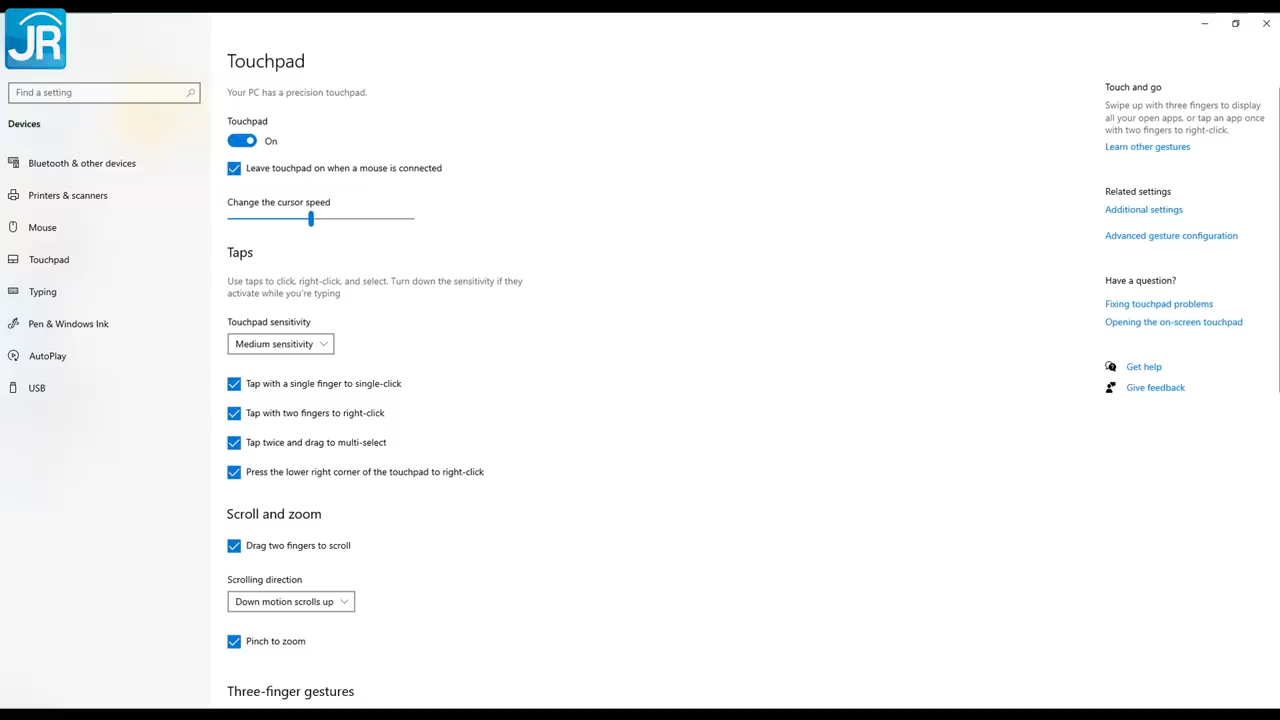 JR
Find a setting
Devices
Bluetooth & other devices
Printers & scanners
Mouse
Touchpad
Typing
Pen & Windows Ink
AutoPlay
USB
Touchpad
Your PC has a precision touchpad.
Touchpad
On
Leave touchpad on when a mouse is connected
Change the cursor speed
Taps
Use taps to click, right-click, and select. Turn down the sensitivity if they
activate while you're typing
Touchpad sensitivity
Medium sensitivity
Tap with a single finger to single-click
Tap with two fingers to right-click
Tap twice and drag to multi-select
Press the lower right corner of the touchpad to right-click
Scroll and zoom
Drag two fingers to scroll
Scrolling direction
Down motion scrolls up
Pinch to zoom
Three-finger gestures
Touch and go
Swipe up with three fingers to display
all your open apps, or tap an app once
with two fingers to right-click.
Learn other gestures
Related settings
Additional settings
Advanced gesture configuration
Have a question?
Fixing touchpad problems
Opening the on-screen touchpad
Get help
Give feedback